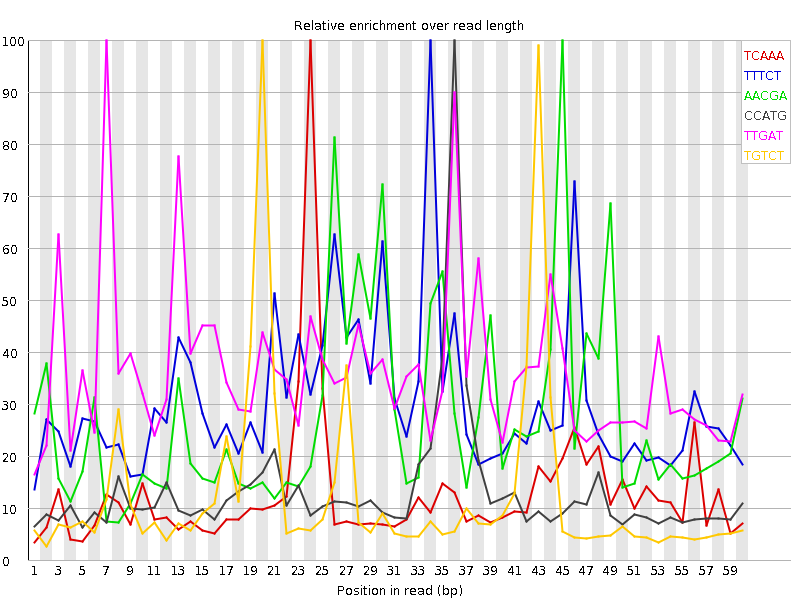 Relative enrichment over read length
100
90
80
70
60
50
40
30
20
10
0
TCAAA
TTTCT
AACGA
CCATG
TTGAT
TGTCT
1 3 5 7 9 11 13 15 17 19 21 23 25 27 29 31 33 35 37 39 41 43 45 47 49 51 53 55 57 59
Position in read (bp)